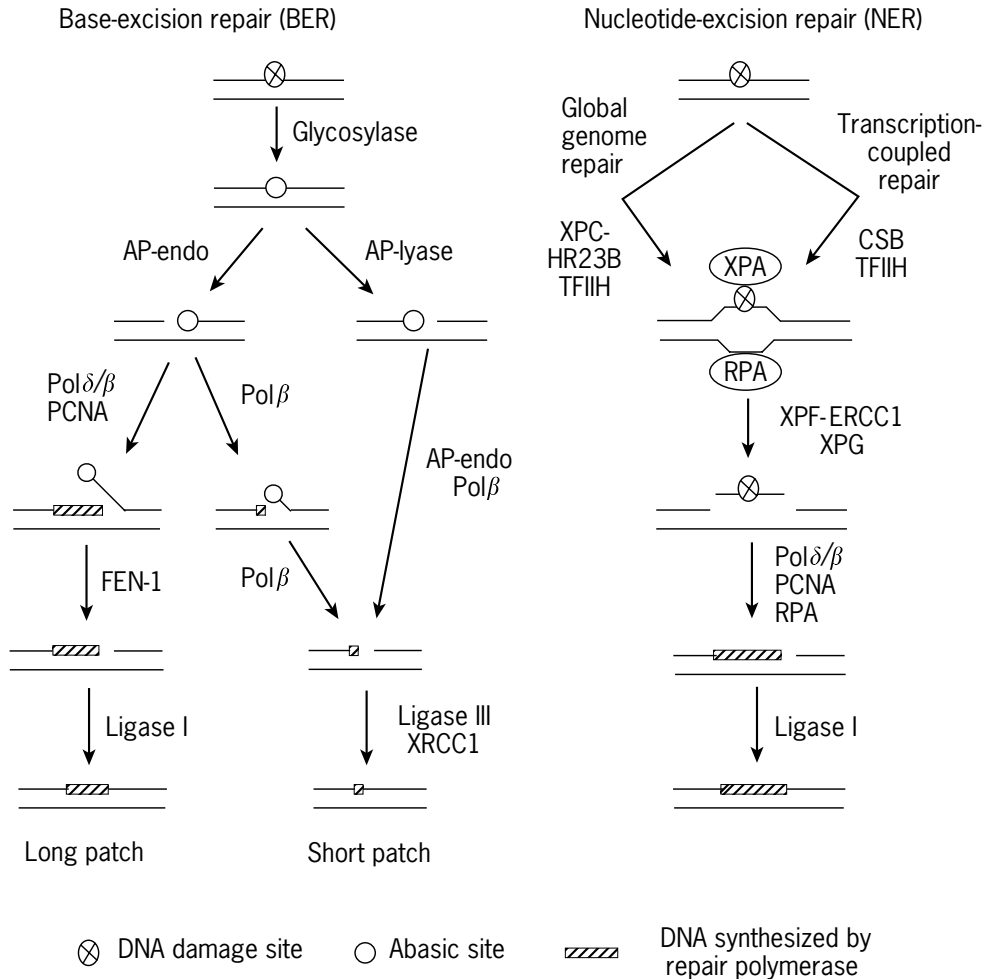 Base-excision repair (BER)
Glycosylase
AP-endo
AP-lyase
Polδ/β
PCNA
Polβ
AP-endo
Polβ
FEN-1
Polβ
Ligase I
Ligase III
XRCC1
Long patch
Short patch
Nucleotide-excision repair (NER)
Global
genome
repair
Transcription-
coupled
repair
XPC-
HR23B
TFIIH
CSB
TFIIH
XPA
RPA
XPF-ERCC1
XPG
Polδ/β
PCNA
RPA
Ligase I
DNA damage site
Abasic site
DNA synthesized by
repair polymerase